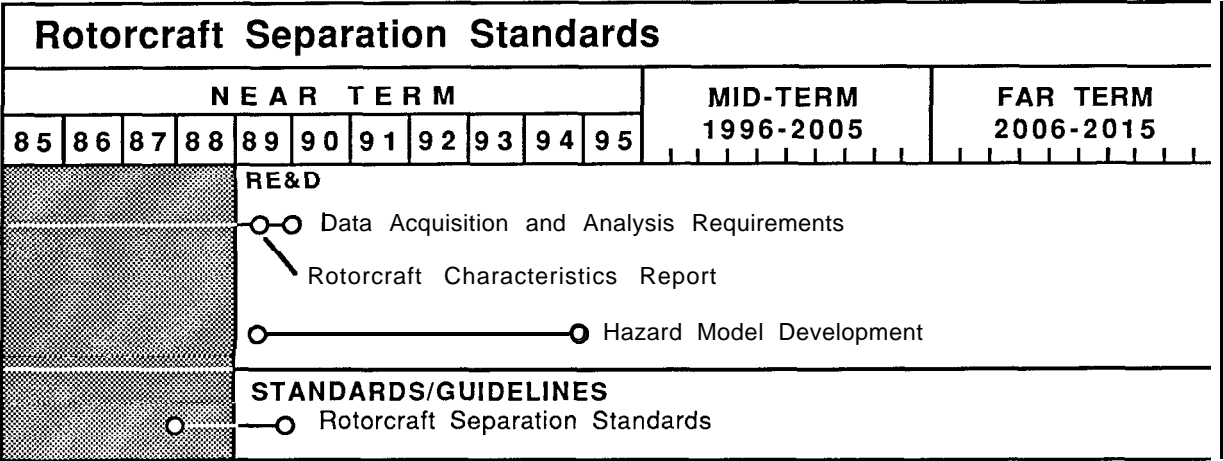 Rotorcraft Separation Standards
NEAR TERM
MID-TERM
1996-2005
FAR TERM
2006-2015
85 86 87 88 89 90 91 92 93 94 95
RE&D
Data Acquisition and Analysis Requirements
Rotorcraft Characteristics Report
Hazard Model Development
STANDARDS/GUIDELINES
Rotorcraft Separation Standards